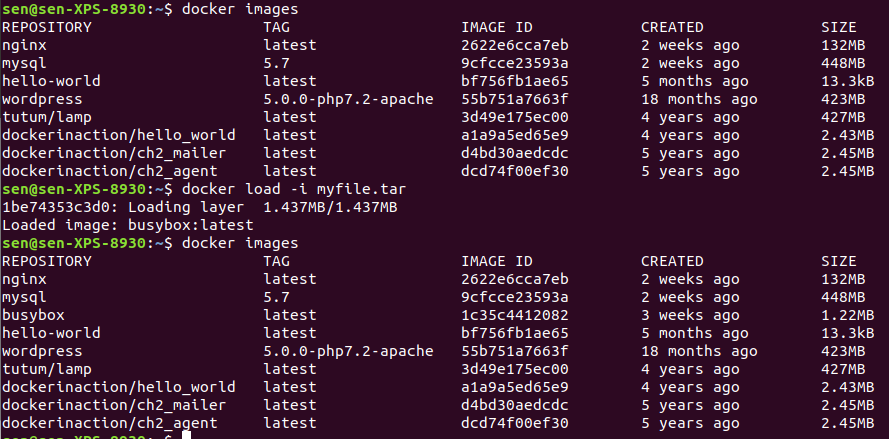 sen@sen-XPS-8930:~$ docker images
REPOSITORY TAG IMAGE ID CREATED SIZE
nginx latest 2622e6cca7eb 2 weeks ago 132MB
mysql 5.7 9cfcce23593a 2 weeks ago 448MB
hello-world latest bf756fb1ae65 5 months ago 13.3kB
wordpress 5.0.0-php7.2-apache 55b751a7663f 18 months ago 423MB
tutum/lamp latest 3d49e175ec00 4 years ago 427MB
dockerinaction/hello_world latest a1a9a5ed65e9 4 years ago 2.43MB
dockerinaction/ch2_mailer latest d4bd30aedcdc 5 years ago 2.45MB
dockerinaction/ch2_agent latest dcd74f00ef30 5 years ago 2.45MB
sen@sen-XPS-8930:~$ docker load -i myfile.tar
1be74353c3d0: Loading layer 1.437MB/1.437MB
Loaded image: busybox:latest
sen@sen-XPS-8930:~$ docker images
REPOSITORY TAG IMAGE ID CREATED SIZE
nginx latest 2622e6cca7eb 2 weeks ago 132MB
mysql 5.7 9cfcce23593a 2 weeks ago 448MB
busybox latest 1c35c4412082 3 weeks ago 1.22MB
hello-world latest bf756fb1ae65 5 months ago 13.3kB
wordpress 5.0.0-php7.2-apache 55b751a7663f 18 months ago 423MB
tutum/lamp latest 3d49e175ec00 4 years ago 427MB
dockerinaction/hello_world latest a1a9a5ed65e9 4 years ago 2.43MB
dockerinaction/ch2_mailer latest d4bd30aedcdc 5 years ago 2.45MB
dockerinaction/ch2_agent latest dcd74f00ef30 5 years ago 2.45MB
sen@sen-XPS-8930:~$